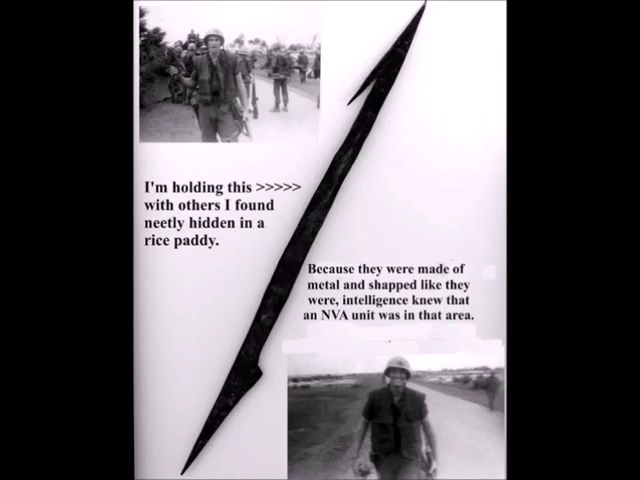 I'm holding this >>>>>
with others I found
neetly hidden in a
rice paddy.
Because they were made of
metal and shapped like they
were, intelligence knew that
an NVA unit was in that area.